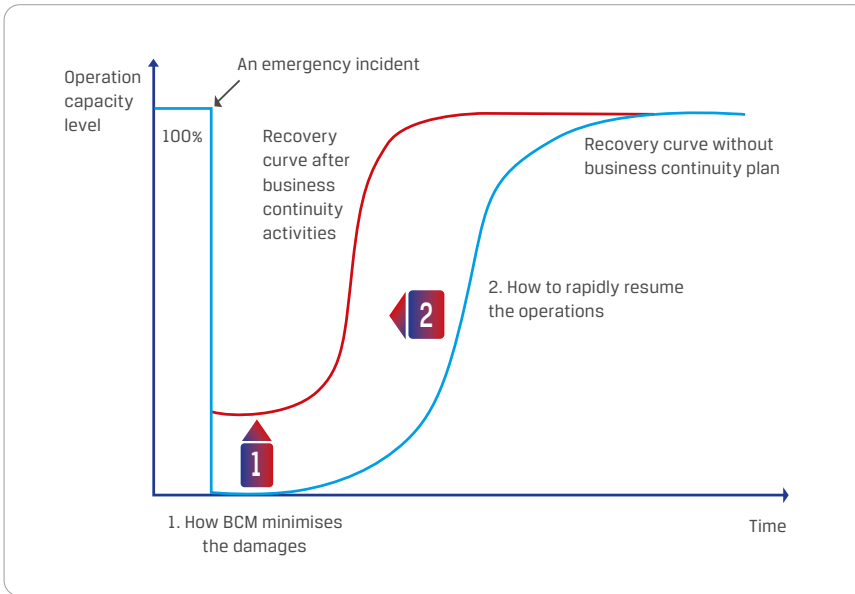 Operation
capacity
level
An emergency incident
100%
Recovery
curve after
business
continuity
activities
Recovery curve without
business continuity plan
2. How to rapidly resume
the operations
2
1
1. How BCM minimises
the damages
Time